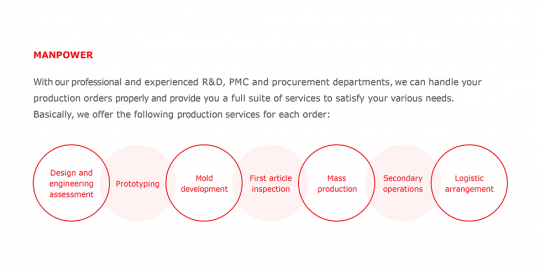 MANPOWER
With our professional and experienced R&D, PMC and procurement departments, we can handle your
production orders properly and provide you a full suite of services to satisfy your various needs.
Basically, we offer the following production services for each order:
Design and
engineering
assessment
Prototyping
Mold
development
First article
inspection
Mass
production
Secondary
operations
Logistic
arrangement